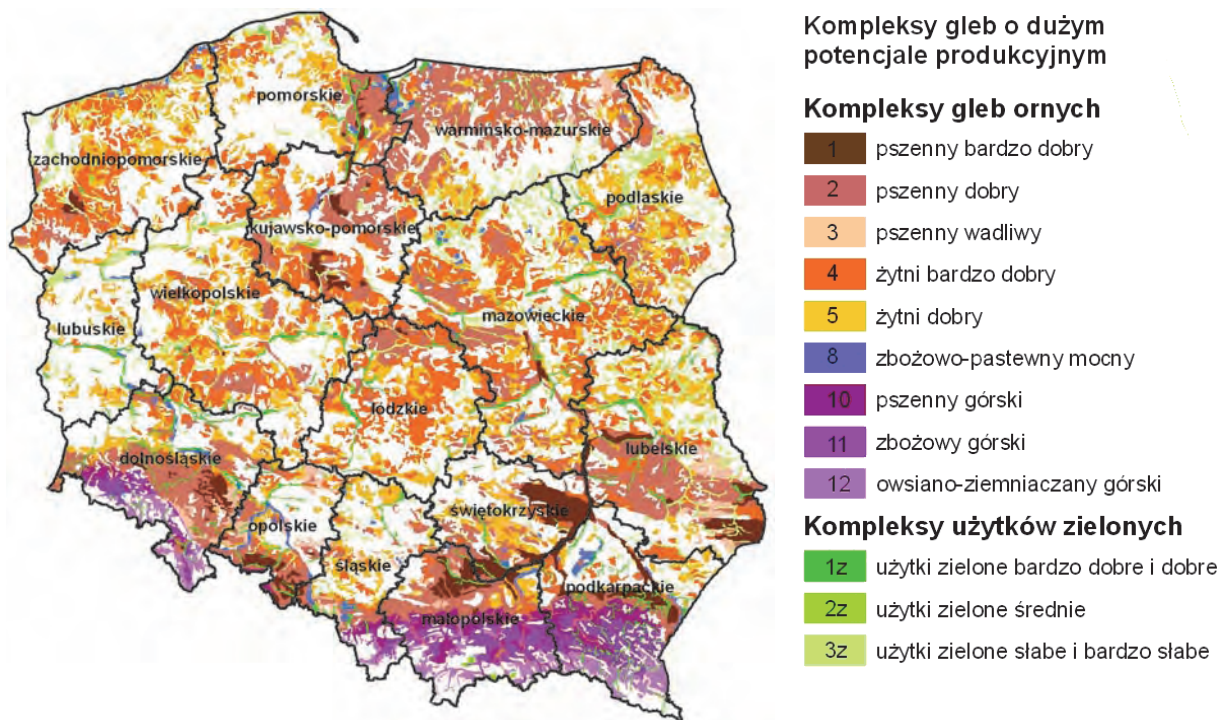 pomorskie
warmińsko-mazurskie
zachodniopomorskie
podlaskie
kujawsko-pomorskie
wielkopolskie
mazowieckie
lubuskie
łódzkie
lubelskie
dolnośląskie
świętokrzyskie
opolskie
śląskie
podkarpackie
małopolskie
Kompleksy gleb o dużym
potencjale produkcyjnym
Kompleksy gleb ornych
1 pszenny bardzo dobry
2 pszenny dobry
3 pszenny wadliwy
4 żytni bardzo dobry
5 żytni dobry
8 zbożowo-pastewny mocny
10 pszenny górski
11 zbożowy górski
12 owsiano-ziemniaczany górski
Kompleksy użytków zielonych
1z użytki zielone bardzo dobre i dobre
2z użytki zielone średnie
3z użytki zielone słabe i bardzo słabe